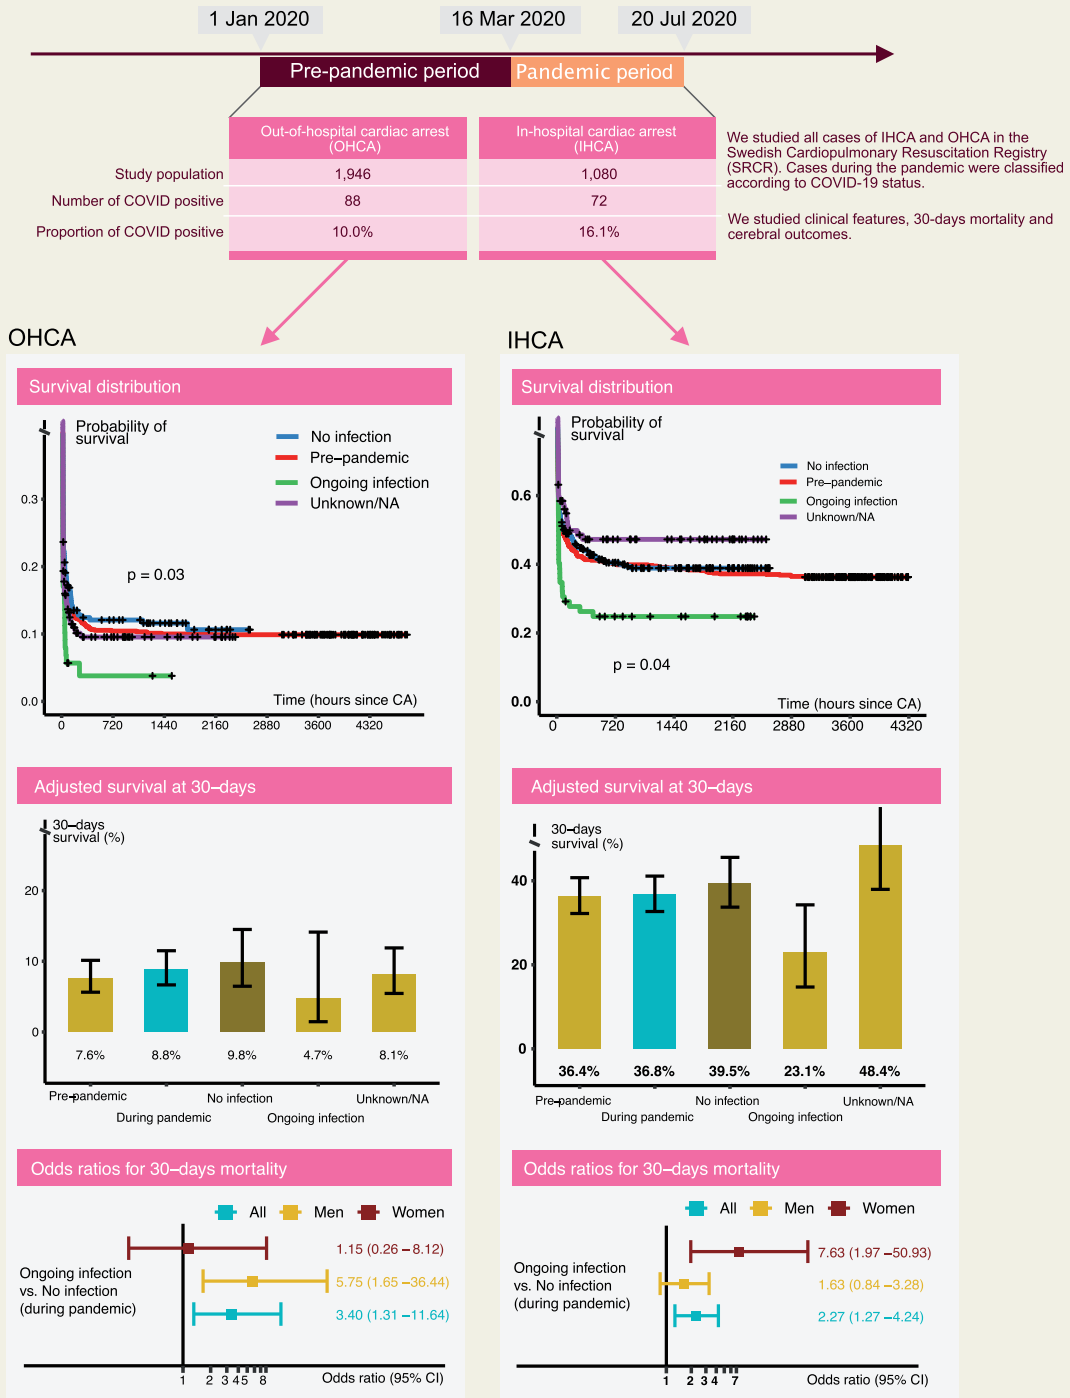 1 Jan 2020
16 Mar 2020
20 Jul 2020
Pre-pandemic period
Pandemic period
Out-of-hospital cardiac arrest
(OHCA)
In-hospital cardiac arrest
(IHCA)
Study population
1,946
1,080
Number of COVID positive
88
72
Proportion of COVID positive
10.0%
16.1%
We studied all cases of IHCA and OHCA in the
Swedish Cardiopulmonary Resuscitation Registry
(SRCR). Cases during the pandemic were classified
according to COVID-19 status.
We studied clinical features, 30-days mortality and
cerebral outcomes.
OHCA
Survival distribution
Probability of
survival
No infection
Pre–pandemic
Ongoing infection
Unknown/NA
0.3
0.2
0.1
0.0
p = 0.03
Time (hours since CA)
0
720
1440
2160
2880
3600
4320
Adjusted survival at 30–days
30–days
survival (%)
20
10
0
7.6%
8.8%
9.8%
4.7%
8.1%
Pre–pandemic
During pandemic
No infection
Ongoing infection
Unknown/NA
Odds ratios for 30–days mortality
All
Men
Women
Ongoing infection
vs. No infection
(during pandemic)
1.15 (0.26 – 8.12)
5.75 (1.65 –36.44)
3.40 (1.31 –11.64)
1
2
3
4
5
8
Odds ratio (95% CI)
IHCA
Survival distribution
Probability of
survival
No infection
Pre–pandemic
Ongoing infection
Unknown/NA
0.6
0.4
0.2
0.0
p = 0.04
Time (hours since CA)
0
720
1440
2160
2880
3600
4320
Adjusted survival at 30–days
30–days
survival (%)
40
20
0
36.4%
36.8%
39.5%
23.1%
48.4%
Pre–pandemic
During pandemic
No infection
Ongoing infection
Unknown/NA
Odds ratios for 30–days mortality
All
Men
Women
Ongoing infection
vs. No infection
(during pandemic)
7.63 (1.97 –50.93)
1.63 (0.84 –3.28)
2.27 (1.27 –4.24)
1
2
3
4
7
Odds ratio (95% CI)